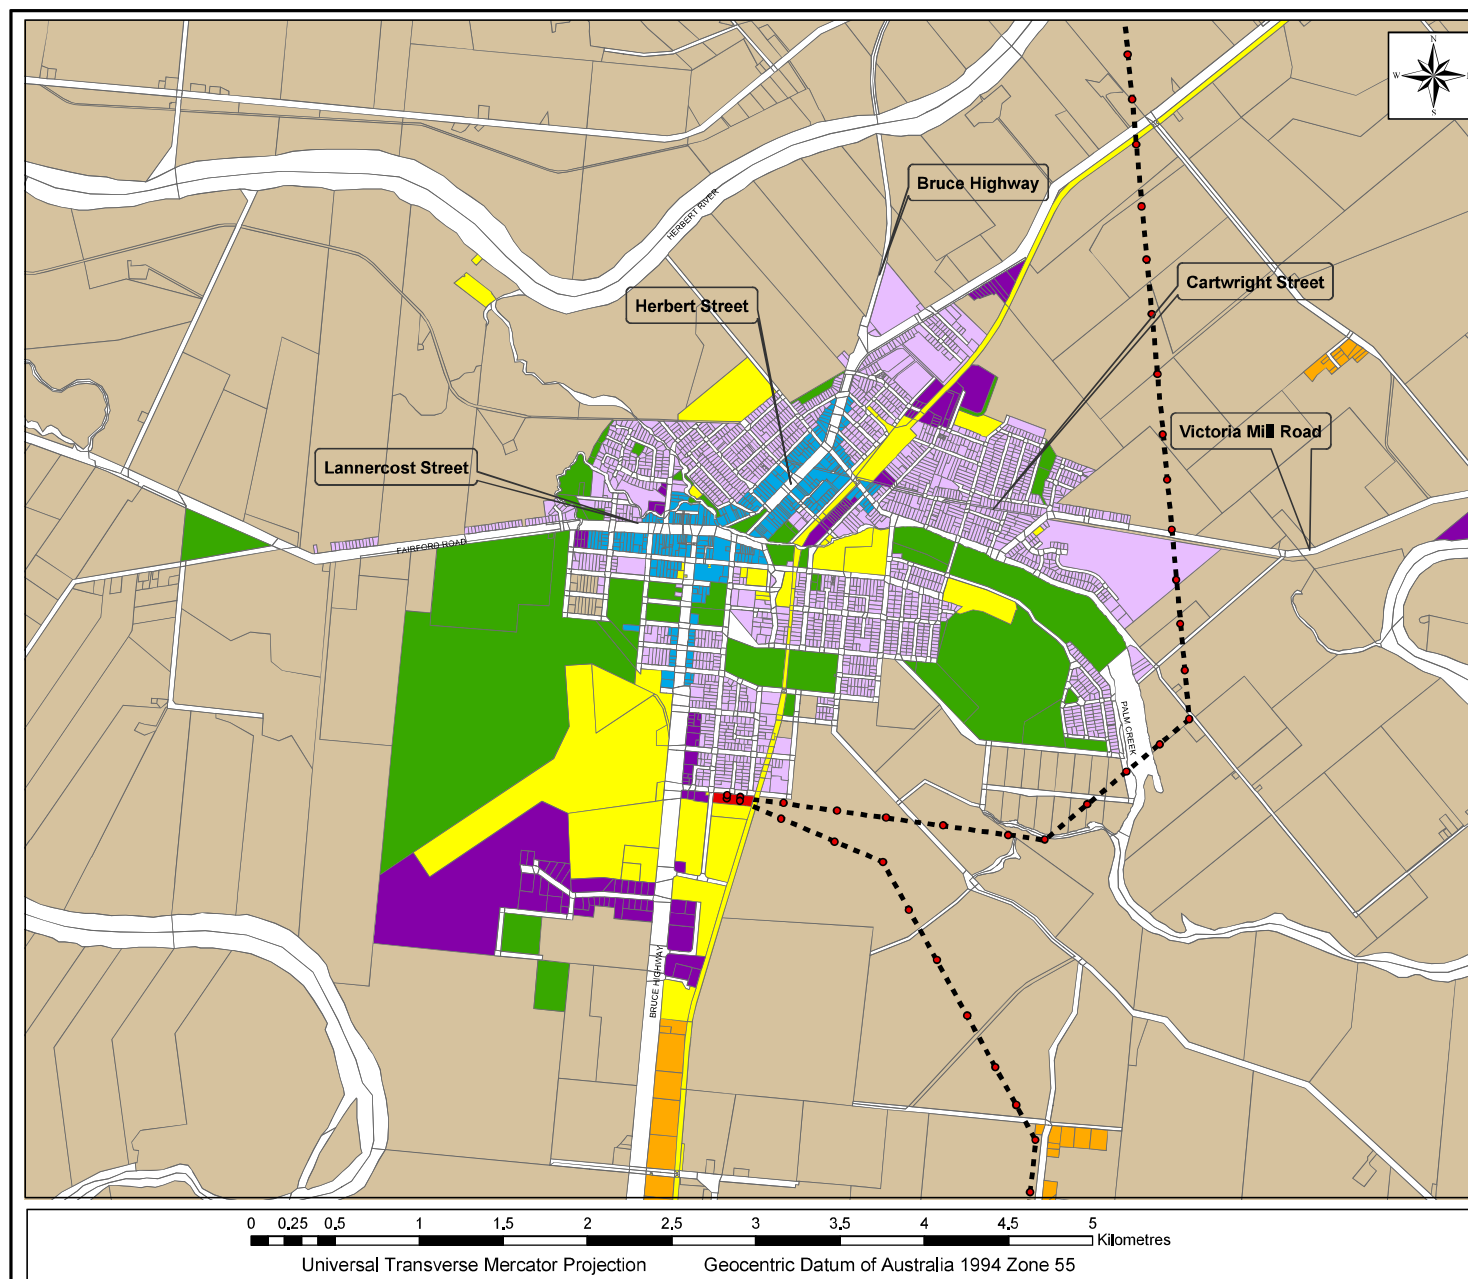 N
W
S
Bruce Highway
HERBERT RIVER
Cartwright Street
Herbert Street
Victoria Mill Road
Lannercost Street
FAIRFORD ROAD
PALM CREEK
BRUCE HIGHWAY
0 0.25 0.5 1 1.5 2 2.5 3 3.5 4 4.5 5
Kilometres
Universal Transverse Mercator Projection Geocentric Datum of Australia 1994 Zone 55